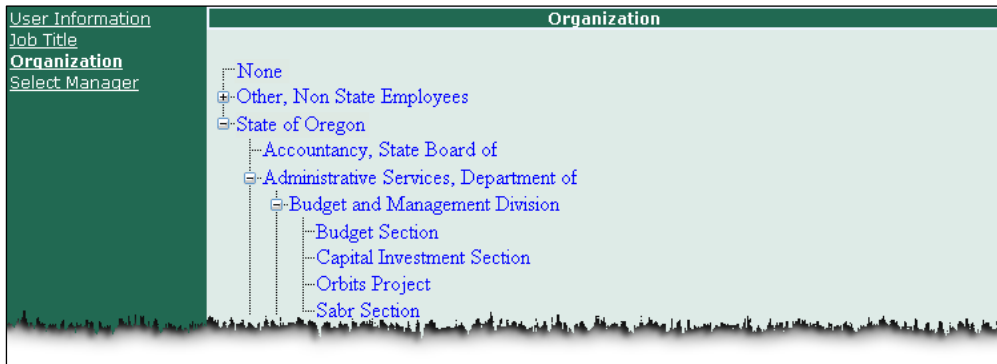 User Information
Job Title
Organization
Select Manager
Organization
None
Other, Non State Employees
State of Oregon
Accountancy, State Board of
Administrative Services, Department of
Budget and Management Division
Budget Section
Capital Investment Section
Orbits Project
Sabr Section